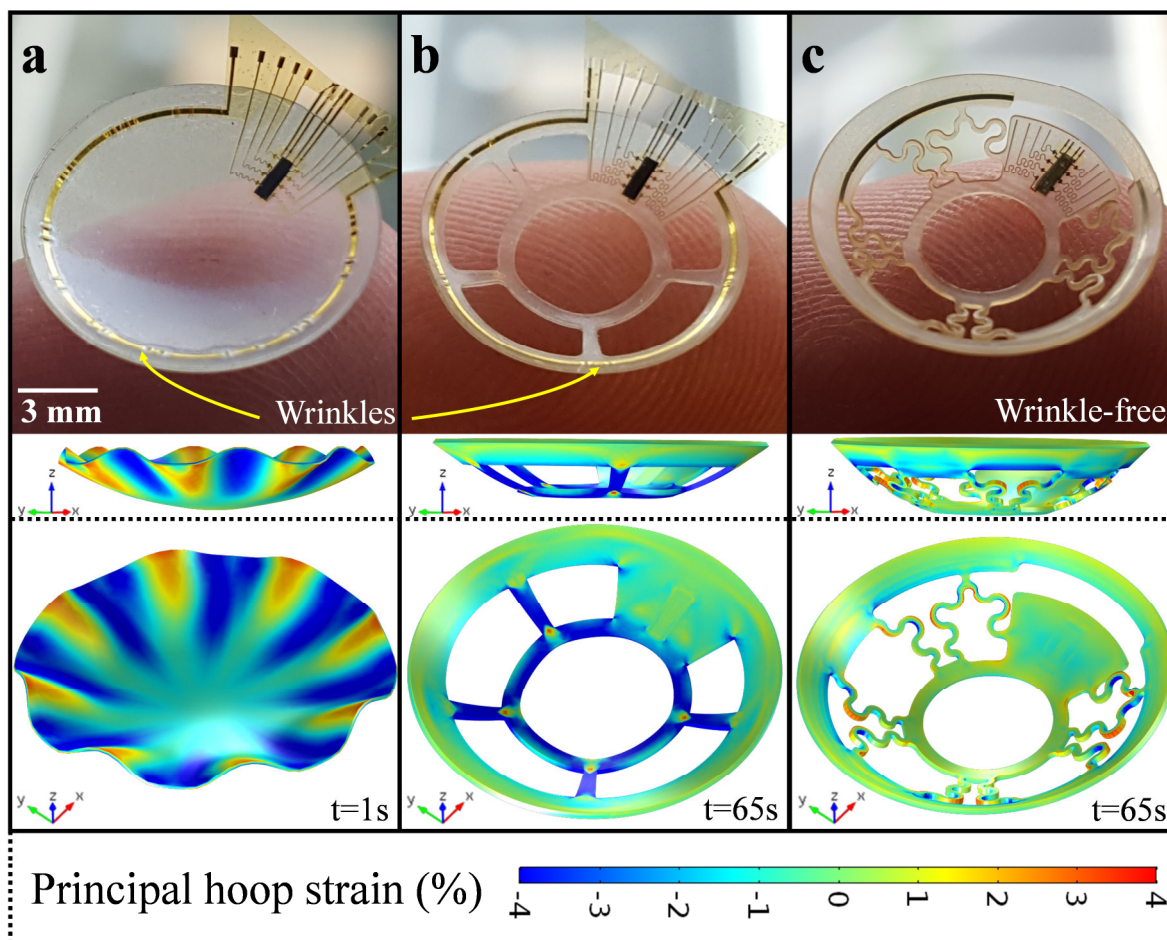 a
b
c
3 mm
Wrinkles
Wrinkle-free
z
y
x
z
y
x
z
y
x
y
z
x
t=1s
y
z
x
t=65s
y
z
x
t=65s
Principal hoop strain (%)
-4
-3
-2
-1
0
1
2
3
4